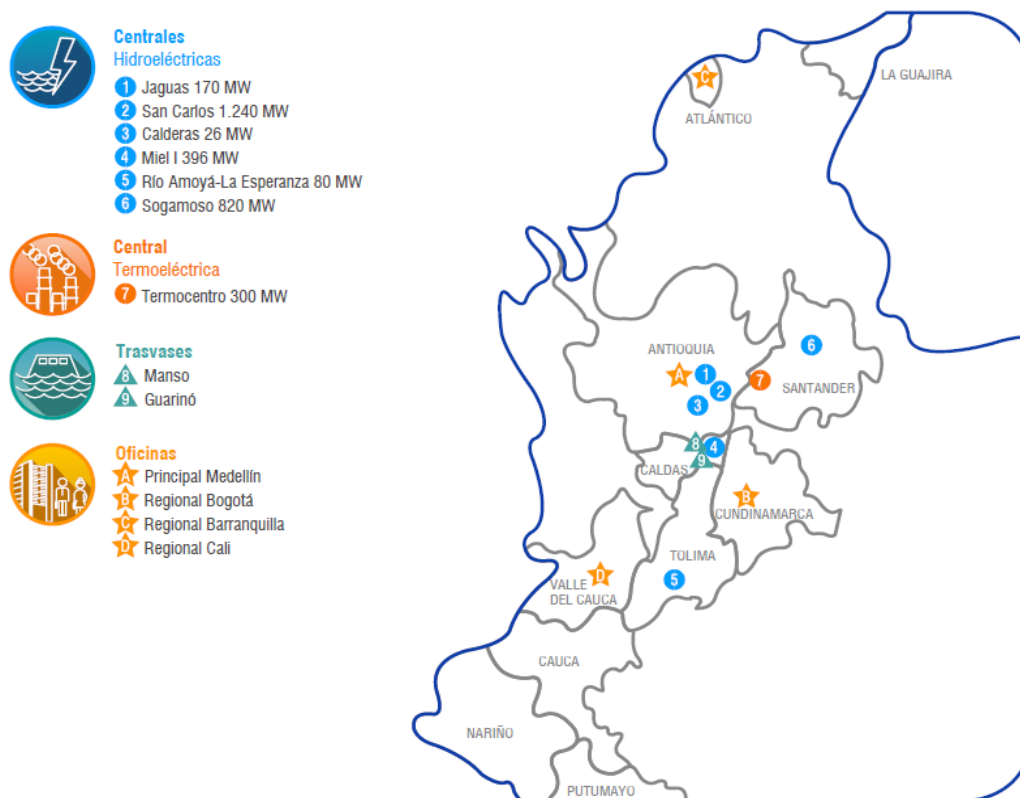 Centrales
Hidroeléctricas
1 Jaguas 170 MW
2 San Carlos 1.240 MW
3 Calderas 26 MW
4 Miel I 396 MW
5 Río Amoyá-La Esperanza 80 MW
6 Sogamoso 820 MW
Central
Termoeléctrica
7 Termocentro 300 MW
Trasvases
8 Manso
9 Guarinó
Oficinas
A Principal Medellín
B Regional Bogotá
C Regional Barranquilla
D Regional Cali
LA GUAJIRA
C
ATLÁNTICO
6
ANTIOQUIA
A
1
2
3
7
SANTANDER
8
4
9
CALDAS
B
CUNDINAMARCA
TOLIMA
5
D
VALLE
DEL CAUCA
CAUCA
NARIÑO
PUTUMAYO